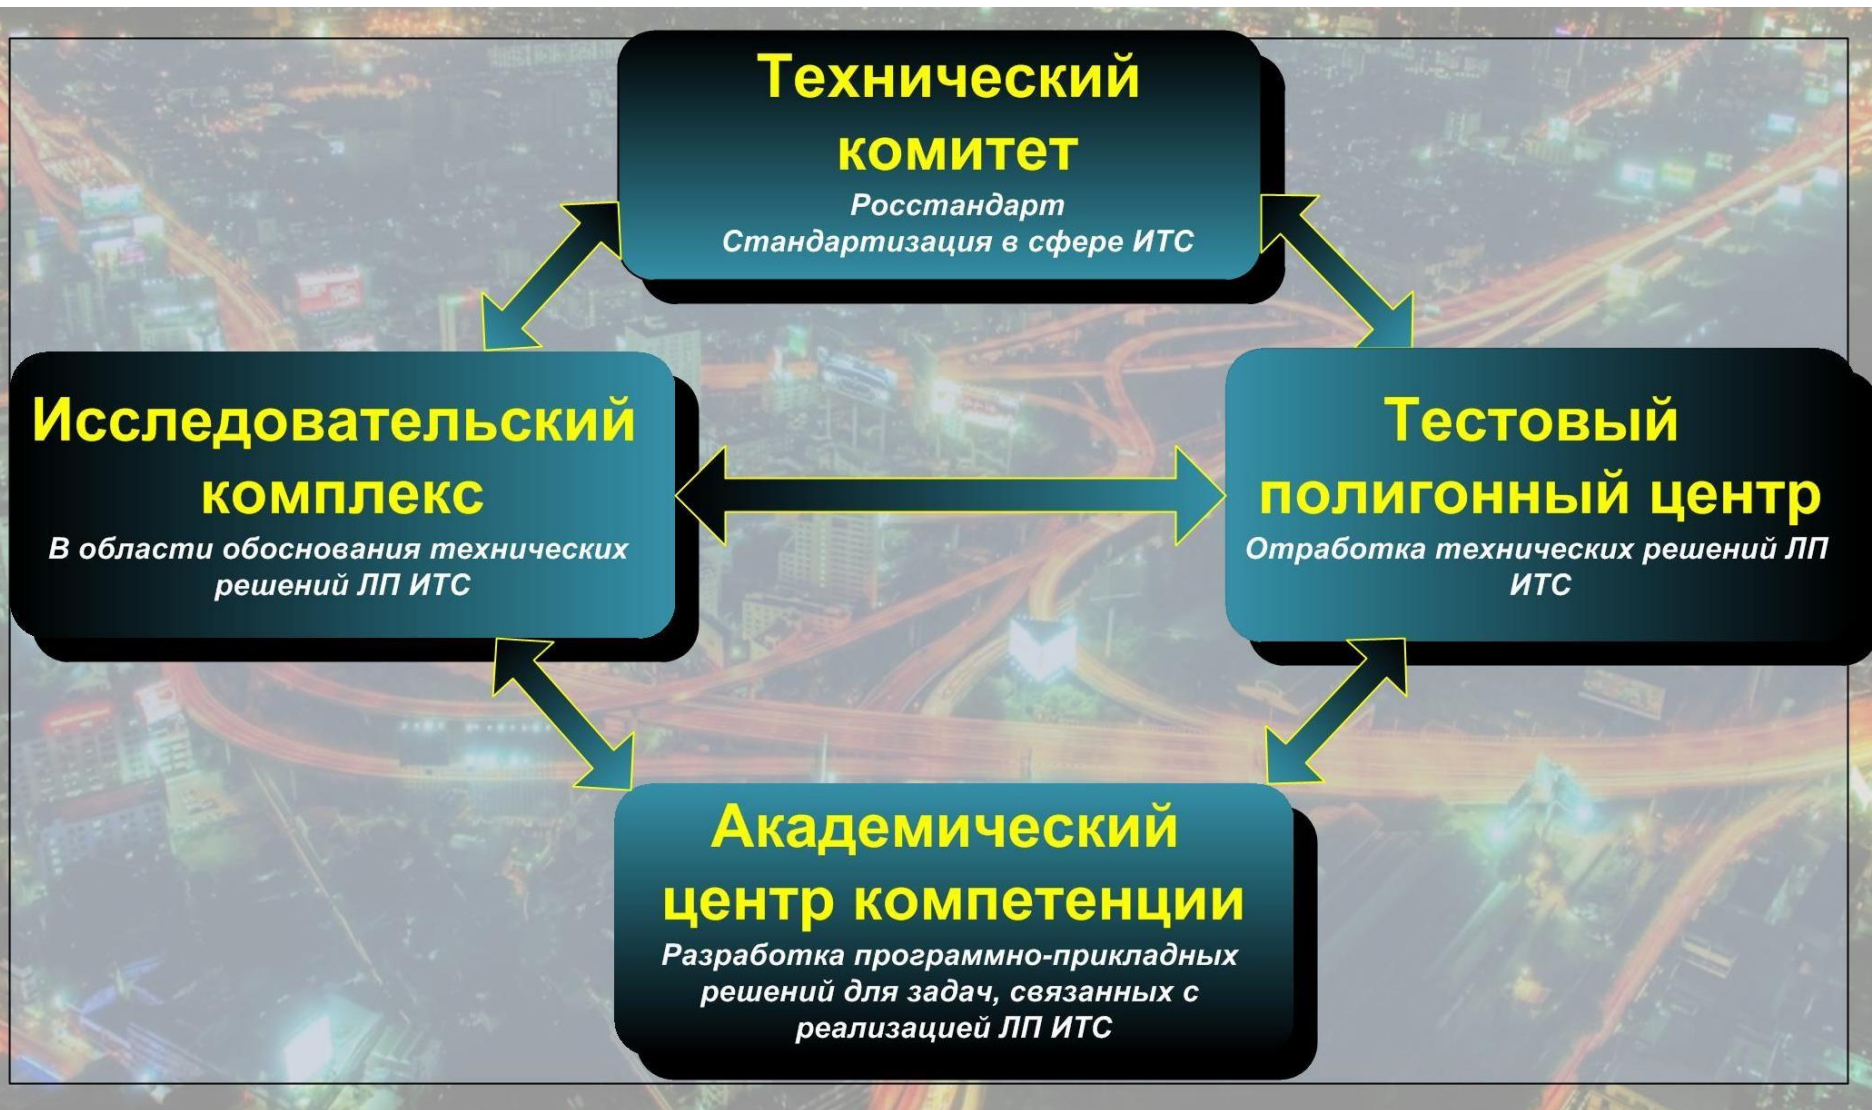 Технический
комитет
Росстандарт
Стандартизация в сфере ИТС
Исследовательский
комплекс
В области обоснования технических
решений ЛП ИТС
Тестовый
полигонный центр
Отработка технических решений ЛП
ИТС
Академический
центр компетенции
Разработка программно-прикладных
решений для задач, связанных с
реализацией ЛП ИТС